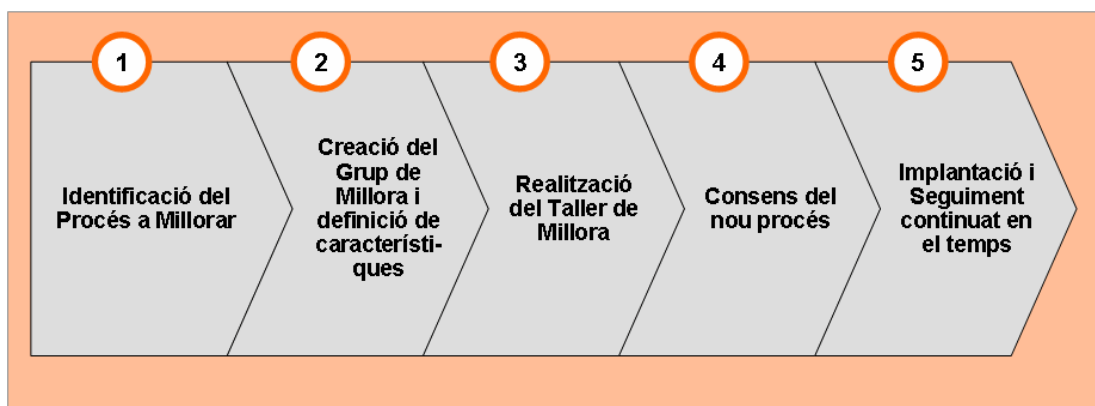 1
Identificació del
Procés a Millorar
2
Creació del
Grup de
Millora i
definició de
característi-
ques
3
Realització
del Taller de
Millora
4
Consens del
nou procés
5
Implantació i
Seguiment
continuat en
el temps